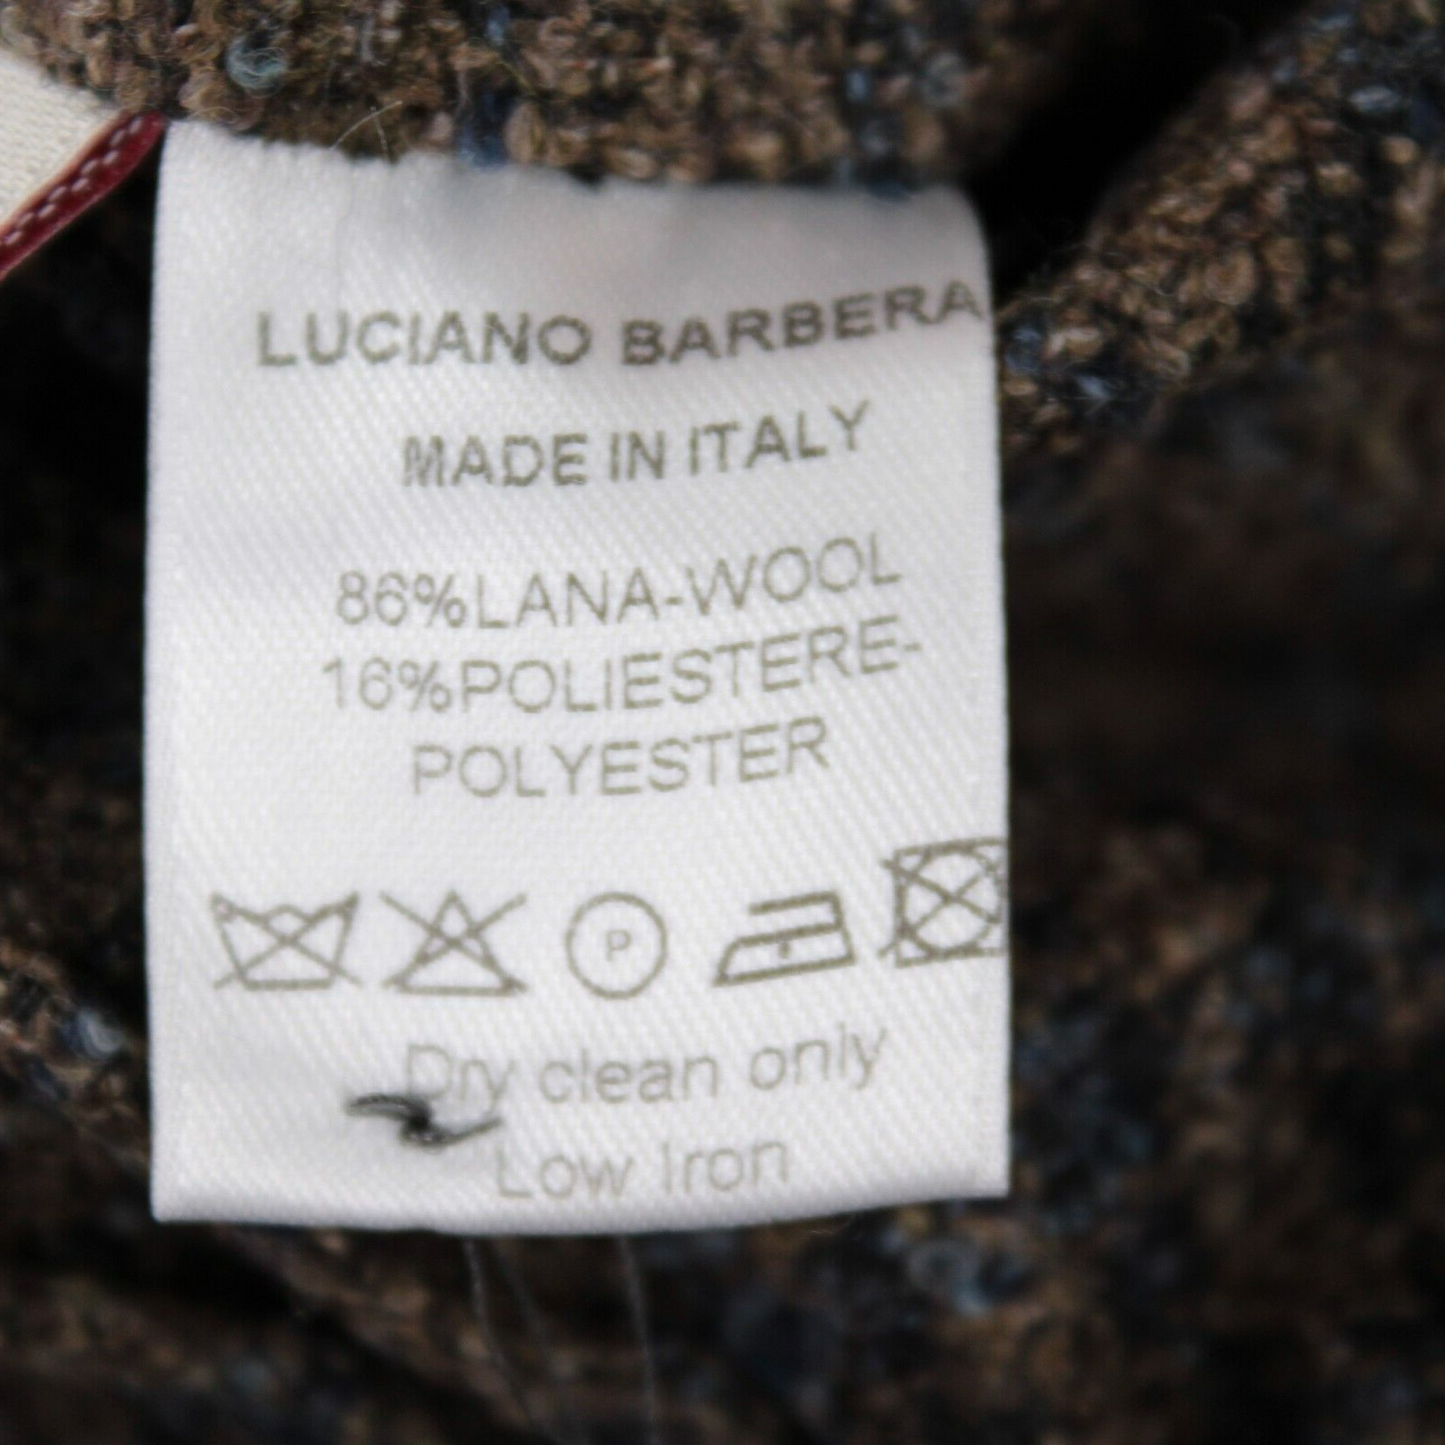 LUCIANO BARBERA
MADE IN ITALY
86%LANA-WOOL
16%POLIESTERE-
POLYESTER
P
Dry clean only
Low Iron